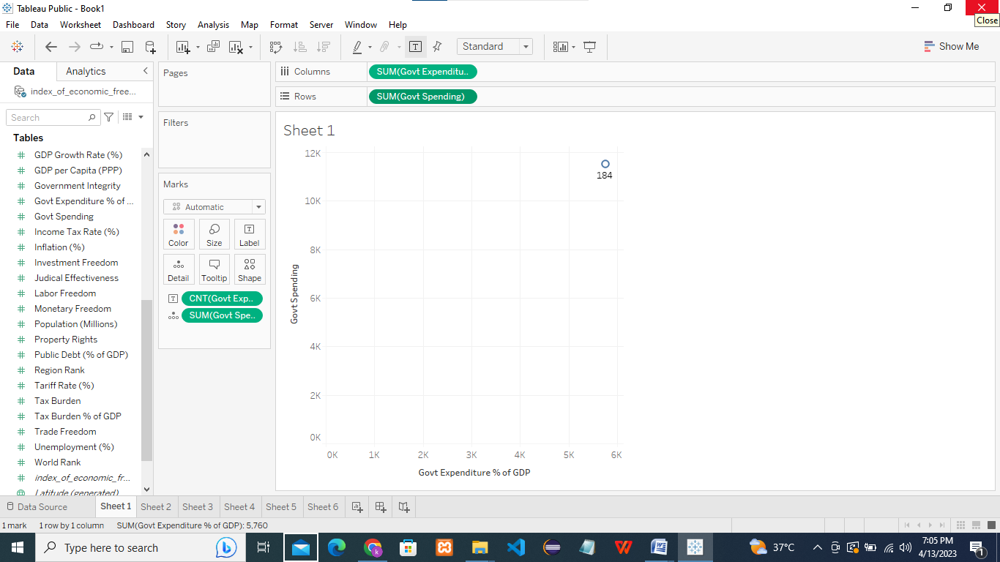 Tableau Public - Book1
Close
File Data Worksheet Dashboard Story Analysis Map Format Server Window Help
Standard
Show Me
Data Analytics
index_of_economic_free...
Search
Tables
GDP Growth Rate (%)
GDP per Capita (PPP)
Government Integrity
Govt Expenditure % of ...
Govt Spending
Income Tax Rate (%)
Inflation (%)
Investment Freedom
Judical Effectiveness
Labor Freedom
Monetary Freedom
Population (Millions)
Property Rights
Public Debt (% of GDP)
Region Rank
Tariff Rate (%)
Tax Burden
Tax Burden % of GDP
Trade Freedom
Unemployment (%)
World Rank
index_of_economic_fr...
Latitude (generated)
Pages
Filters
Marks
Automatic
Color Size Label
Detail Tooltip Shape
CNT(Govt Exp..
SUM(Govt Spe..
Columns SUM(Govt Expenditu..
Rows SUM(Govt Spending)
Sheet 1
12K
10K
8K
6K
4K
2K
0K
Govt Spending
184
0K 1K 2K 3K 4K 5K 6K
Govt Expenditure % of GDP
Data Source Sheet 1 Sheet 2 Sheet 3 Sheet 4 Sheet 5 Sheet 6
1 mark 1 row by 1 column SUM(Govt Expenditure % of GDP): 5,760
Type here to search
37°C
7:05 PM
4/13/2023
1